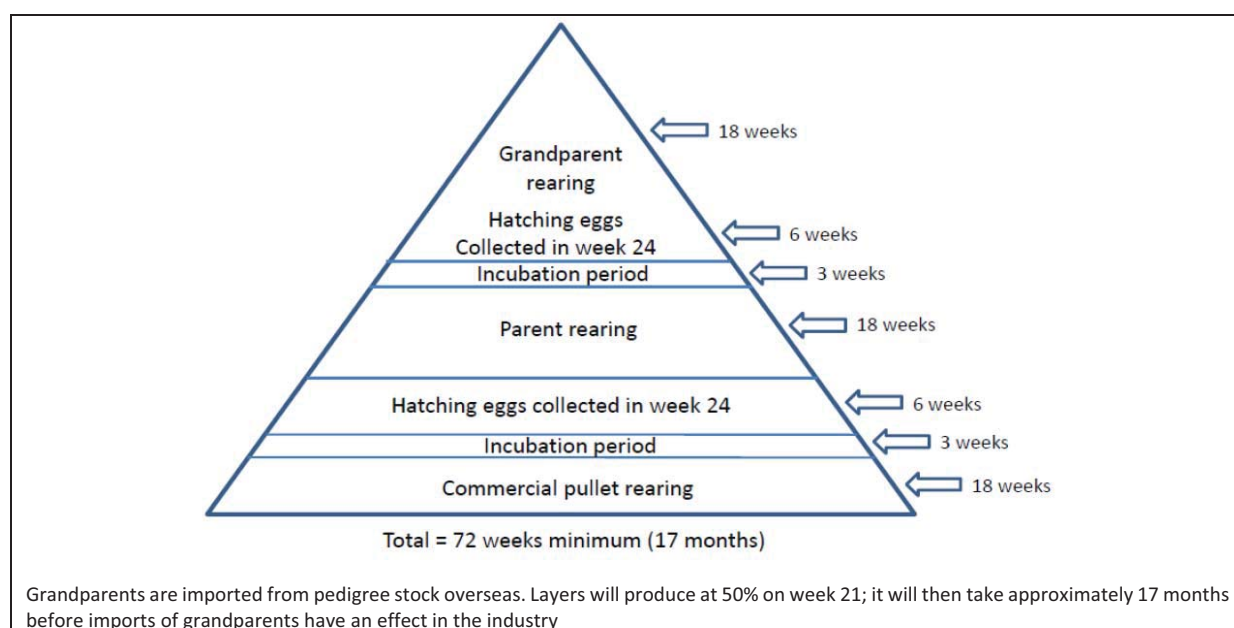 18 weeks
Grandparent
rearing
Hatching eggs
Collected in week 24
6 weeks
Incubation period
3 weeks
Parent rearing
18 weeks
Hatching eggs collected in week 24
6 weeks
Incubation period
3 weeks
Commercial pullet rearing
18 weeks
Total = 72 weeks minimum (17 months)
Grandparents are imported from pedigree stock overseas. Layers will produce at 50% on week 21; it will then take approximately 17 months
before imports of grandparents have an effect in the industry